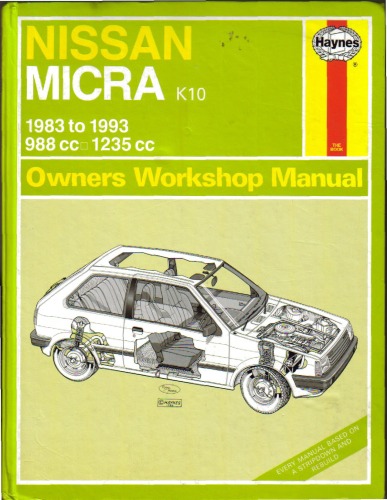 NISSAN
Haynes
MICRA K10
1983 to 1993
988 cc□1235 cc
THE
BOOK
Owners Workshop Manual
©HAYNES
EVERY MANUAL BASED ON
A STRIPDOWN AND
REBUILD